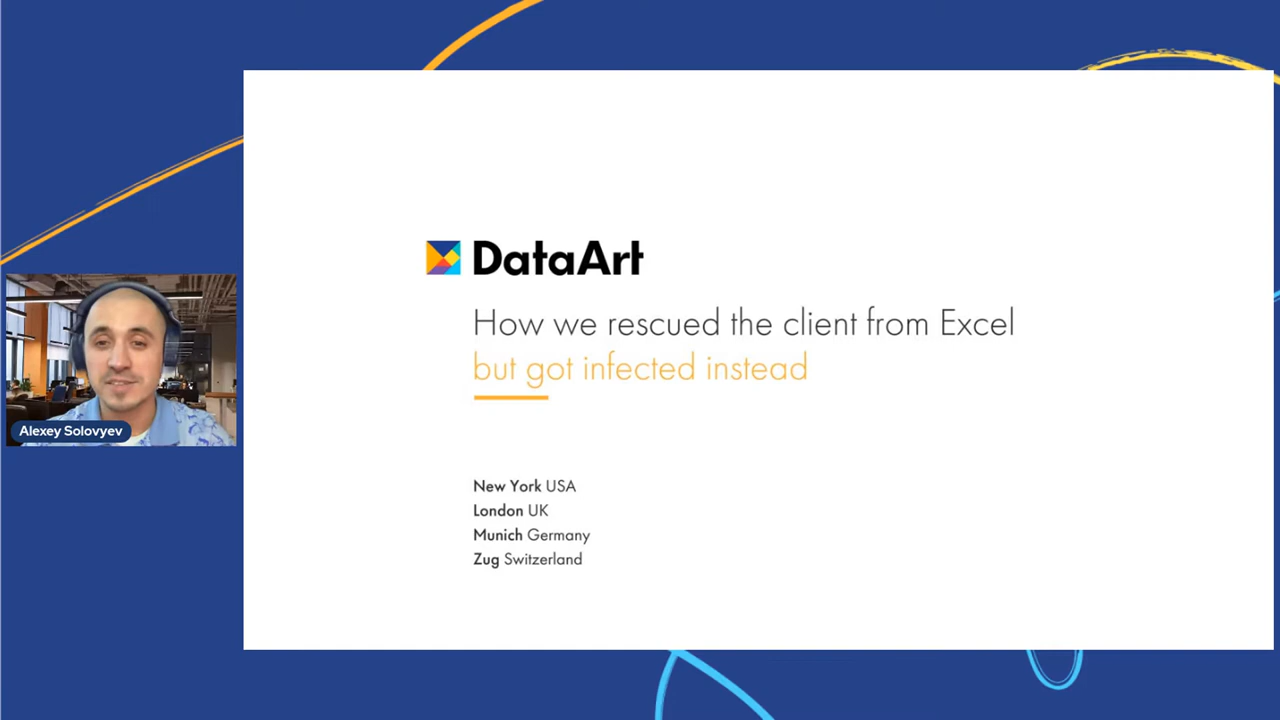 DataArt
How we rescued the client from Excel
but got infected instead
New York USA
London UK
Munich Germany
Zug Switzerland
Alexey Solovyev